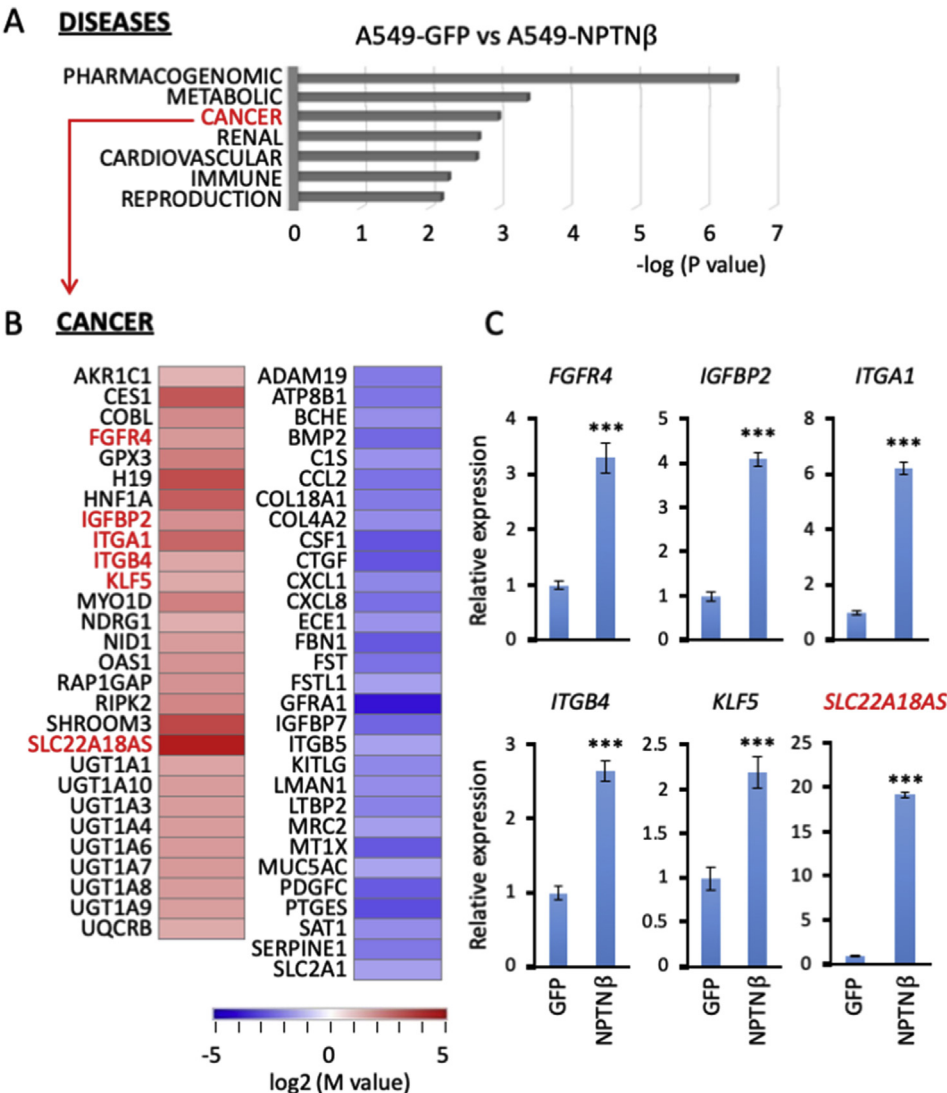 A DISEASES
A549-GFP vs A549-NPTNβ
PHARMACOGENOMIC
METABOLIC
CANCER
RENAL
CARDIOVASCULAR
IMMUNE
REPRODUCTION
0 1 2 3 4 5 6 7
-log (P value)
B CANCER
AKR1C1
CES1
COBL
FGFR4
GPX3
H19
HNF1A
IGFBP2
ITGA1
ITGB4
KLF5
MYO1D
NDRG1
NID1
OAS1
RAP1GAP
RIPK2
SHROOM3
SLC22A18AS
UGT1A1
UGT1A10
UGT1A3
UGT1A4
UGT1A6
UGT1A7
UGT1A8
UGT1A9
UQCRB
ADAM19
ATP8B1
BCHE
BMP2
C1S
CCL2
COL18A1
COL4A2
CSF1
CTGF
CXCL1
CXCL8
ECE1
FBN1
FST
FSTL1
GFRA1
IGFBP7
ITGB5
KITLG
LMAN1
LTBP2
MRC2
MT1X
MUC5AC
PDGFC
PTGES
SAT1
SERPINE1
SLC2A1
-5 0 5
log2 (M value)
C
FGFR4
Relative expression
4
3
2
1
0
***
IGFBP2
5
4
3
2
1
0
***
ITGA1
8
6
4
2
0
***
ITGB4
Relative expression
3
2
1
0
***
GFP NPTNβ
KLF5
2.5
2
1.5
1
0.5
0
***
GFP NPTNβ
SLC22A18AS
25
20
15
10
5
0
***
GFP NPTNβ